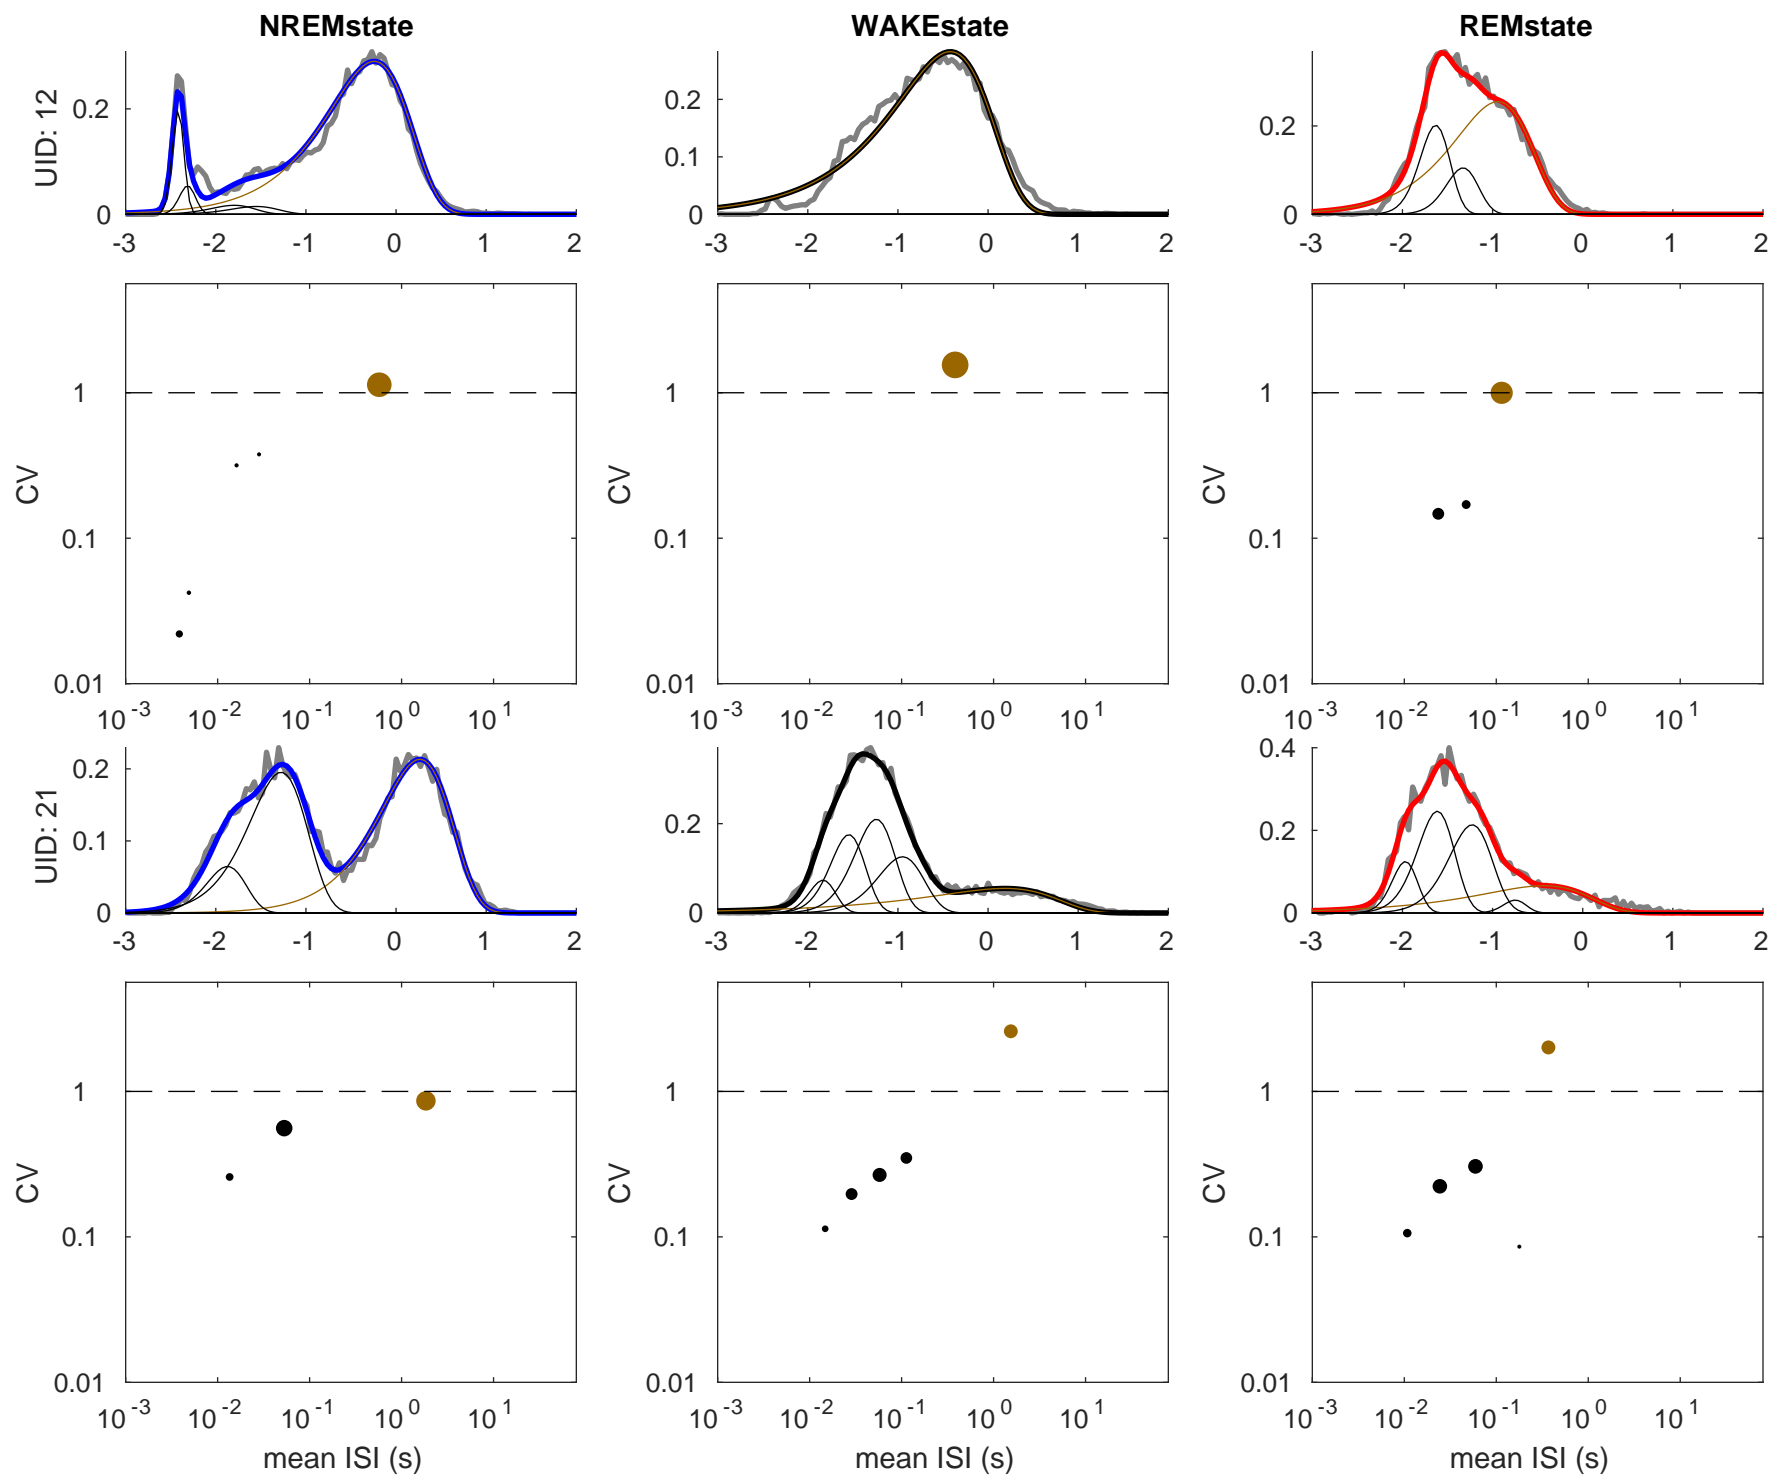 NREMstate WAKEstate REMstate
UID: 12
0.2 0.2 0.2
0.1
0 0 0
-3 -2 -1 0 1 2 -3 -2 -1 0 1 2 -3 -2 -1 0 1 2
CV CV CV
1 1 1
0.1 0.1 0.1
0.01 0.01 0.01
10^-3 10^-2 10^-1 10^0 10^1 10^-3 10^-2 10^-1 10^0 10^1 10^-3 10^-2 10^-1 10^0 10^1
UID: 21
0.2 0.2 0.4
0.1 0.2
0 0 0
-3 -2 -1 0 1 2 -3 -2 -1 0 1 2 -3 -2 -1 0 1 2
CV CV CV
1 1 1
0.1 0.1 0.1
0.01 0.01 0.01
10^-3 10^-2 10^-1 10^0 10^1 10^-3 10^-2 10^-1 10^0 10^1 10^-3 10^-2 10^-1 10^0 10^1
mean ISI (s) mean ISI (s) mean ISI (s)